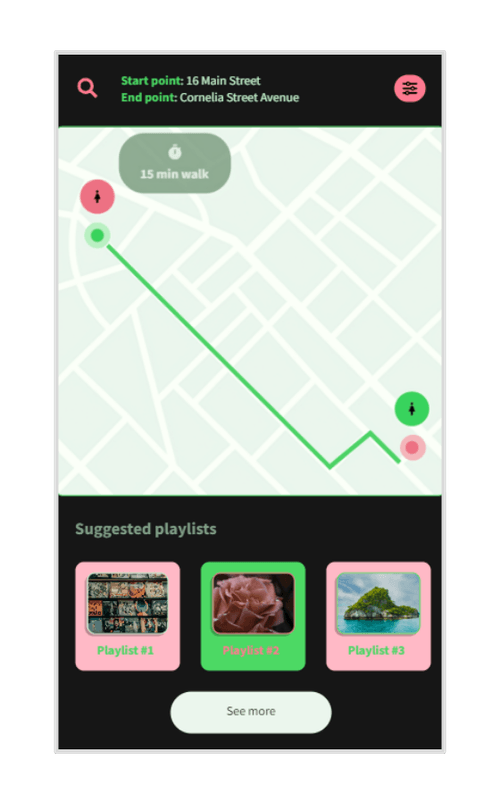 Start point: 16 Main Street
End point: Cornelia Street Avenue
15 min walk
Suggested playlists
Playlist #1
Playlist #2
Playlist #3
See more